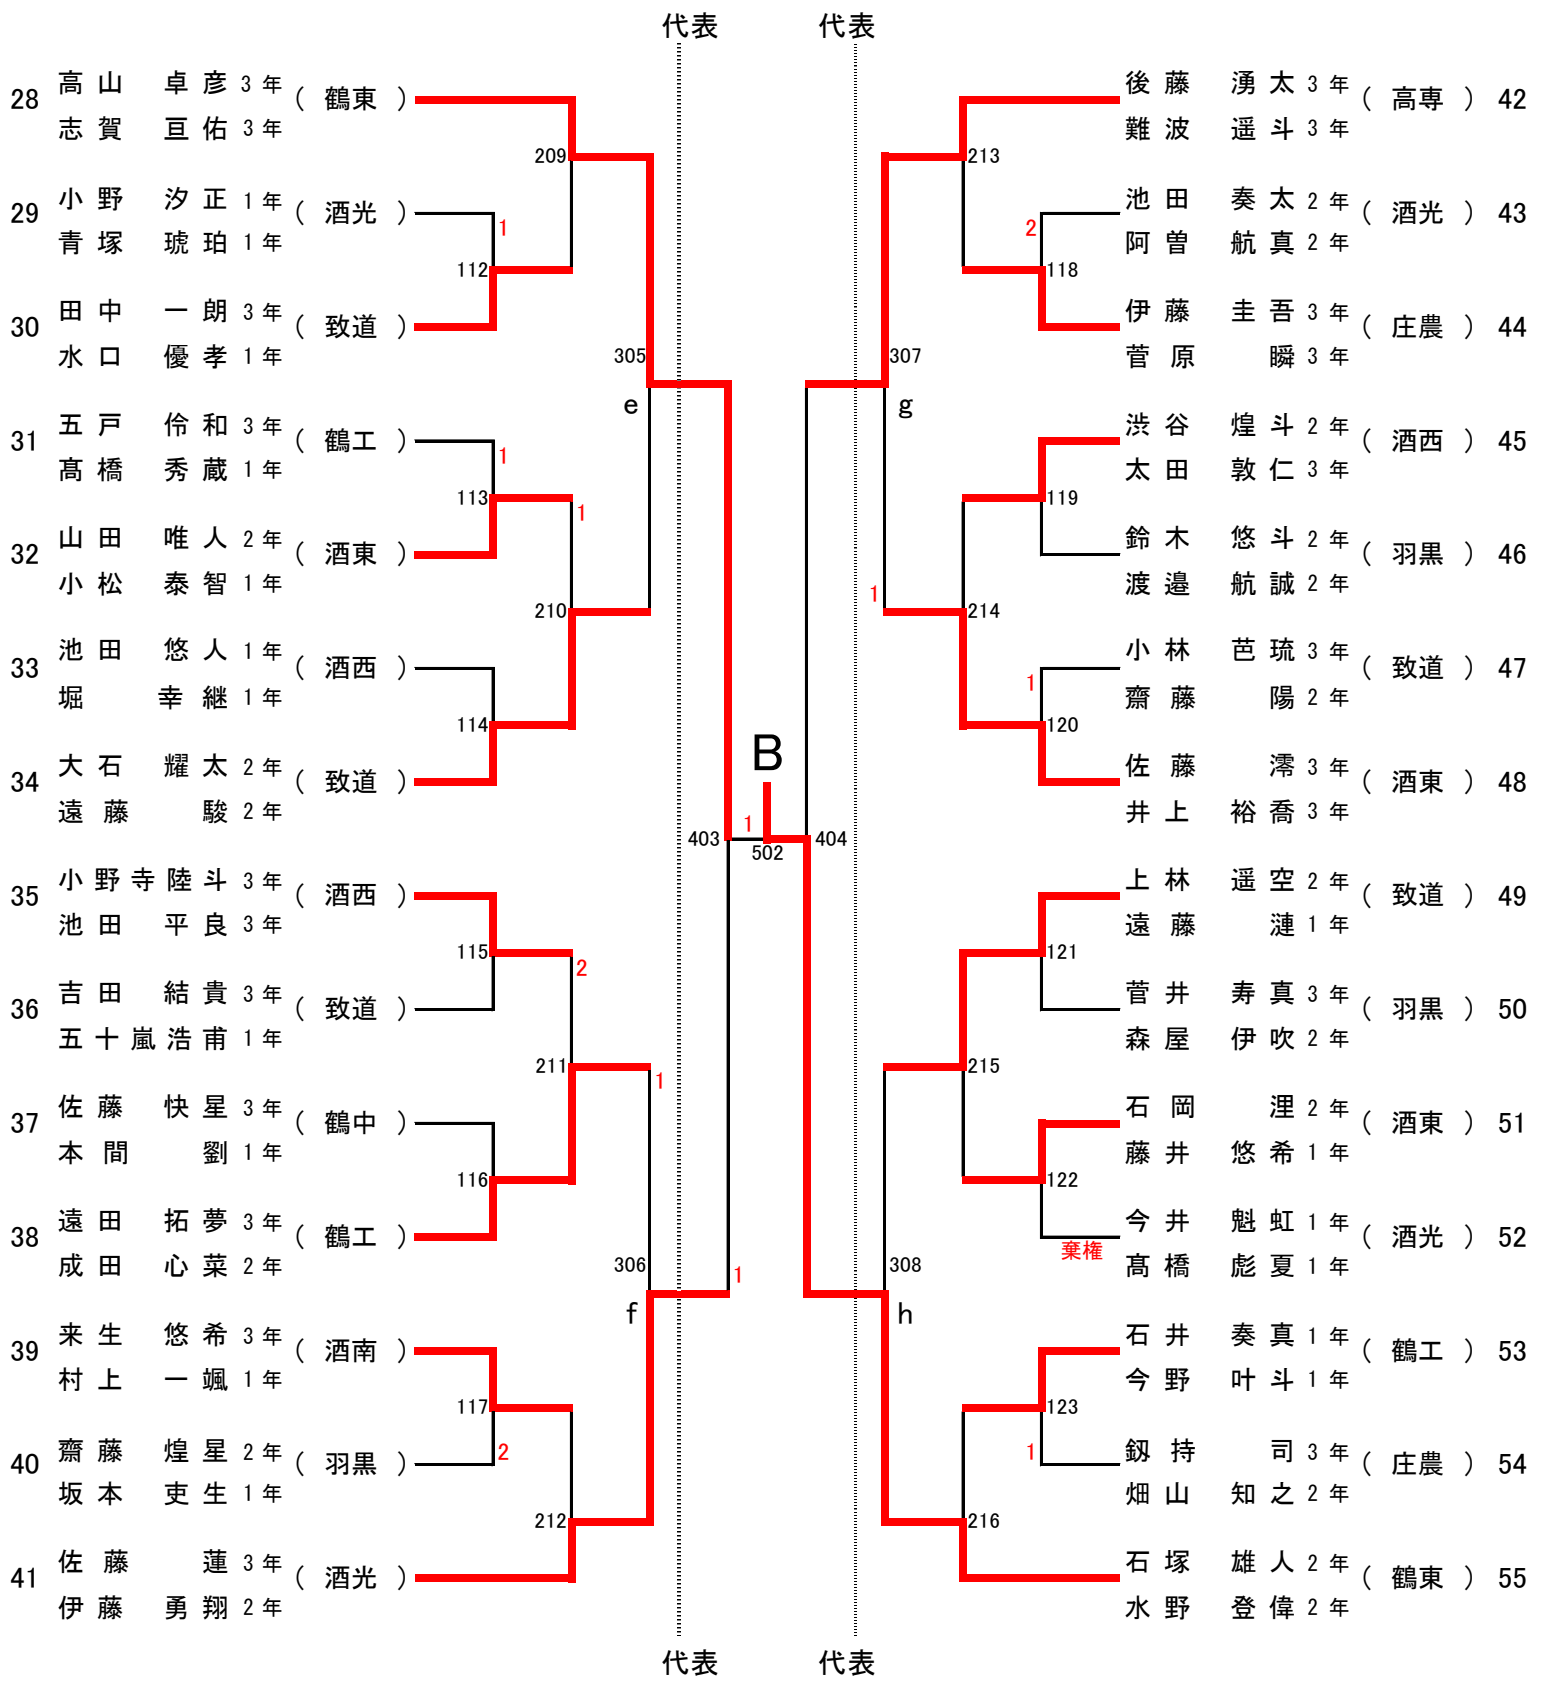 代表 代表
28 高山 卓彦 3年 ( 鶴東 )
志賀 亘佑 3年
209
29 小野 汐正 1年 ( 酒光 )
青塚 琥珀 1年
1
112
30 田中 一朗 3年 ( 致道 )
水口 優孝 1年
305
e
31 五戸 伶和 3年 ( 鶴工 )
髙橋 秀蔵 1年
1
113
1
32 山田 唯人 2年 ( 酒東 )
小松 泰智 1年
210
33 池田 悠人 1年 ( 酒西 )
堀 幸継 1年
114
34 大石 耀太 2年 ( 致道 )
遠藤 駿 2年
403
35 小野寺陸斗 3年 ( 酒西 )
池田 平良 3年
115
2
36 吉田 結貴 3年 ( 致道 )
五十嵐浩甫 1年
211
1
37 佐藤 快星 3年 ( 鶴中 )
本間 劉 1年
116
38 遠田 拓夢 3年 ( 鶴工 )
成田 心菜 2年
306
1
f
39 来生 悠希 3年 ( 酒南 )
村上 一颯 1年
117
2
40 齋藤 煌星 2年 ( 羽黒 )
坂本 吏生 1年
212
41 佐藤 蓮 3年 ( 酒光 )
伊藤 勇翔 2年
B
1
502
後藤 湧太 3年 ( 高専 ) 42
難波 遥斗 3年
213
池田 奏太 2年 ( 酒光 ) 43
阿曽 航真 2年
2
118
伊藤 圭吾 3年 ( 庄農 ) 44
菅原 瞬 3年
307
g
渋谷 煌斗 2年 ( 酒西 ) 45
太田 敦仁 3年
119
鈴木 悠斗 2年 ( 羽黒 ) 46
渡邉 航誠 2年
1
214
小林 芭琉 3年 ( 致道 ) 47
齋藤 陽 2年
1
120
佐藤 澪 3年 ( 酒東 ) 48
井上 裕喬 3年
404
上林 遥空 2年 ( 致道 ) 49
遠藤 漣 1年
121
菅井 寿真 3年 ( 羽黒 ) 50
森屋 伊吹 2年
215
石岡 浬 2年 ( 酒東 ) 51
藤井 悠希 1年
122
今井 魁虹 1年 ( 酒光 ) 52
髙橋 彪夏 1年
棄権
308
h
石井 奏真 1年 ( 鶴工 ) 53
今野 叶斗 1年
123
1
釼持 司 3年 ( 庄農 ) 54
畑山 知之 2年
216
石塚 雄人 2年 ( 鶴東 ) 55
水野 登偉 2年
代表 代表